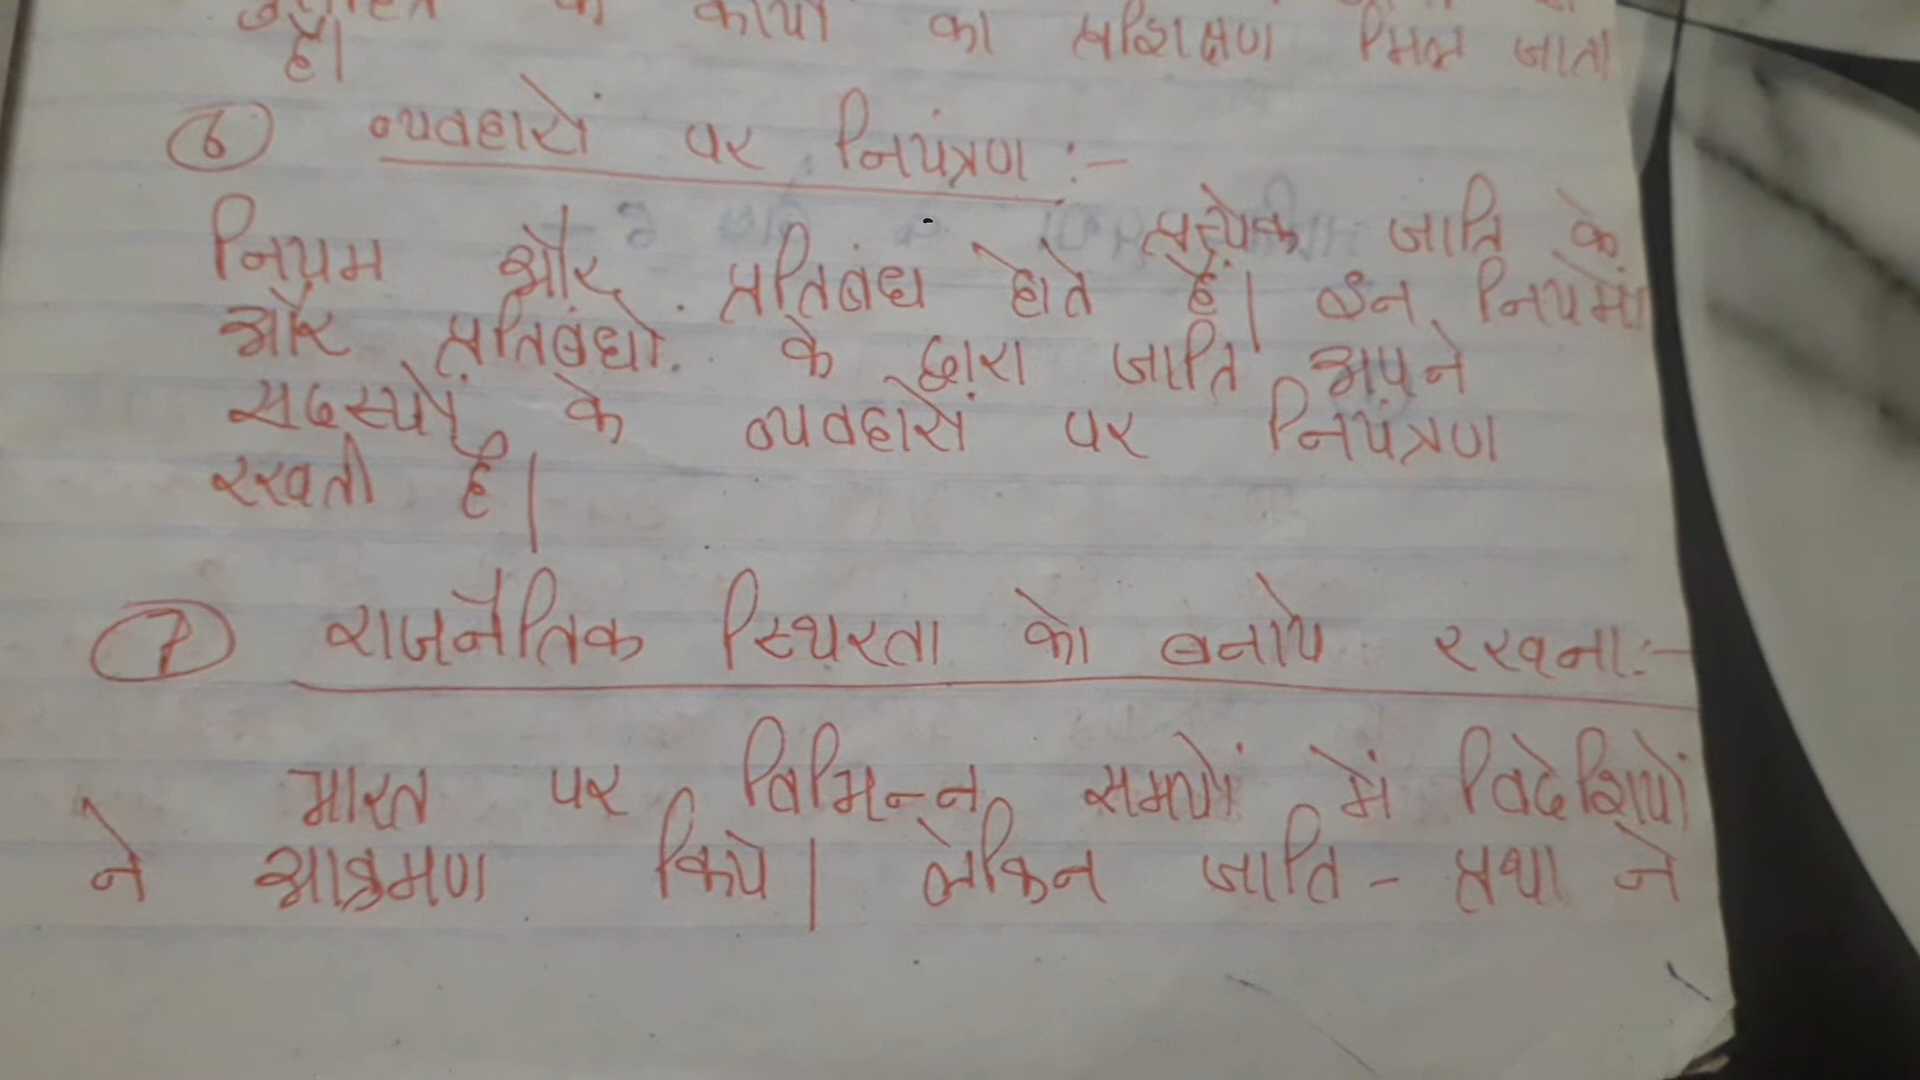 के कार्यो का प्रशिक्षण मिल जाता
है।
6 व्यवहारों पर नियंत्रण :-
प्रत्येक जाति के
नियम और प्रतिबंध होते हैं। इन नियमों
और प्रतिबंधो के द्वारा जाति अपने
सदस्यों के व्यवहारों पर नियंत्रण
रखती है।
7 राजनैतिक स्थिरता को बनाये रखना:-
भारत पर विभिन्न समयों में विदेशियों
ने आक्रमण किये। लेकिन जाति - प्रथा ने